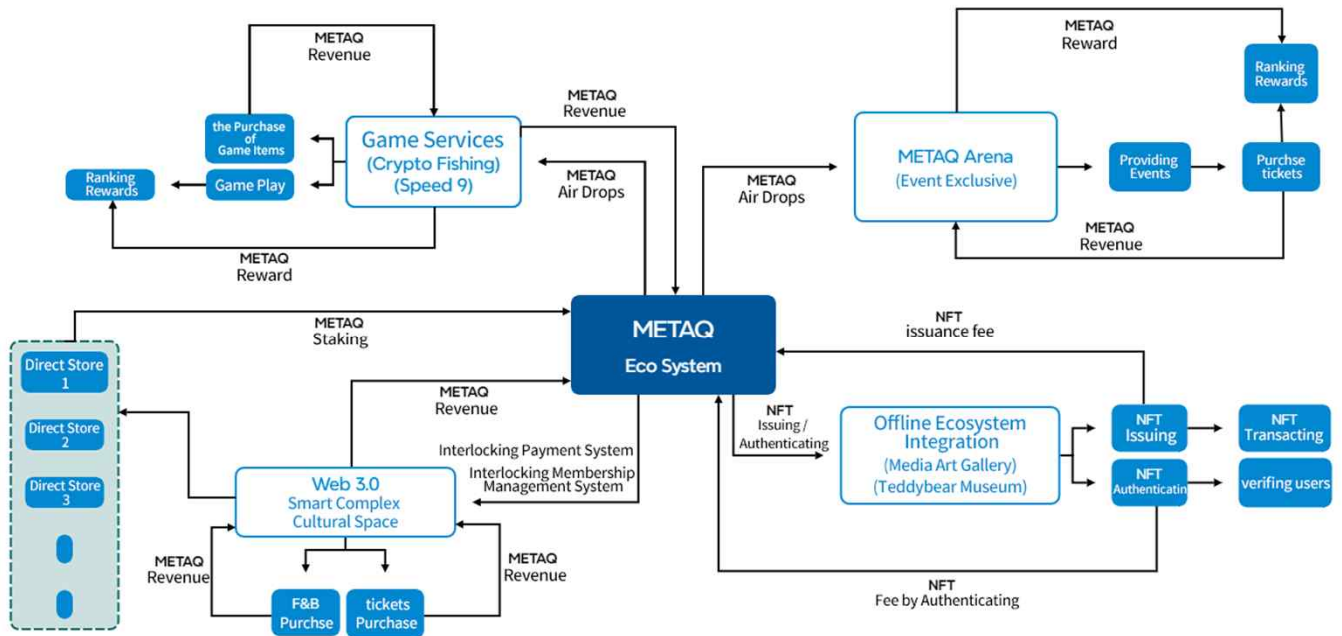 METAQ
Revenue
the Purchase
of
Game Items
Game Play
Ranking
Rewards
Game Services
(Crypto Fishing)
(Speed 9)
METAQ
Reward
METAQ
Revenue
METAQ
Air Drops
METAQ
Air Drops
METAQ
Reward
METAQ Arena
(Event Exclusive)
Providing
Events
Purchse
tickets
Ranking
Rewards
METAQ
Revenue
METAQ
Staking
METAQ
Eco System
NFT
issuance fee
Direct Store
1
Direct Store
2
Direct Store
3
METAQ
Revenue
Interlocking Payment System
Interlocking Membership
Management System
Web 3.0
Smart Complex
Cultural Space
METAQ
Revenue
METAQ
Revenue
F&B
Purchse
tickets
Purchase
NFT
Issuing /
Authenticating
Offline Ecosystem
Integration
(Media Art Gallery)
(Teddybear Museum)
NFT
Issuing
NFT
Transacting
NFT
Authenticatin
verifing users
NFT
Fee by Authenticating